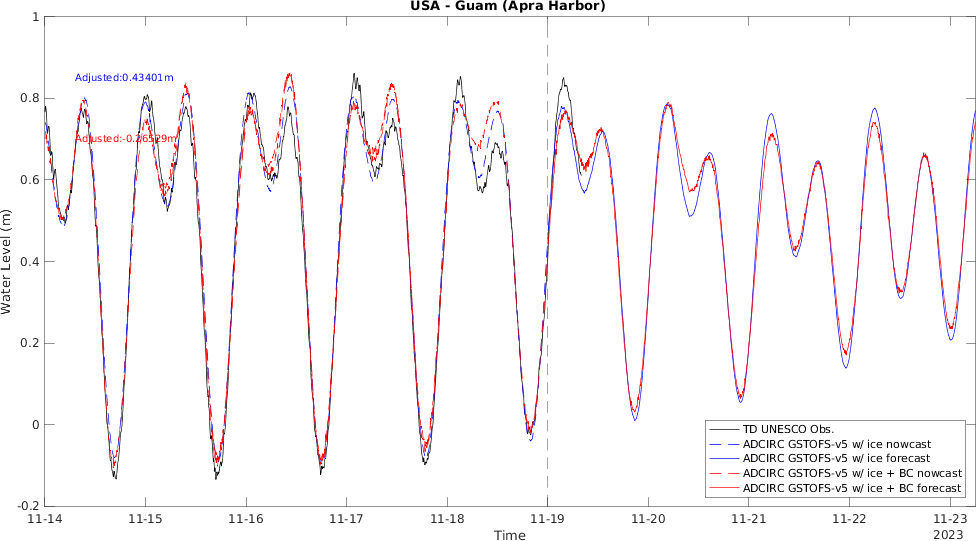 USA - Guam (Apra Harbor)
1
0.8
0.6
0.4
0.2
0
-0.2
Water Level (m)
Adjusted:0.43401m
TD UNESCO Obs.
ADCIRC GSTOFS-v5 w/ ice nowcast
ADCIRC GSTOFS-v5 w/ ice forecast
ADCIRC GSTOFS-v5 w/ ice + BC nowcast
ADCIRC GSTOFS-v5 w/ ice + BC forecast
11-14 11-15 11-16 11-17 11-18 11-19 11-20 11-21 11-22 11-23
Time
2023